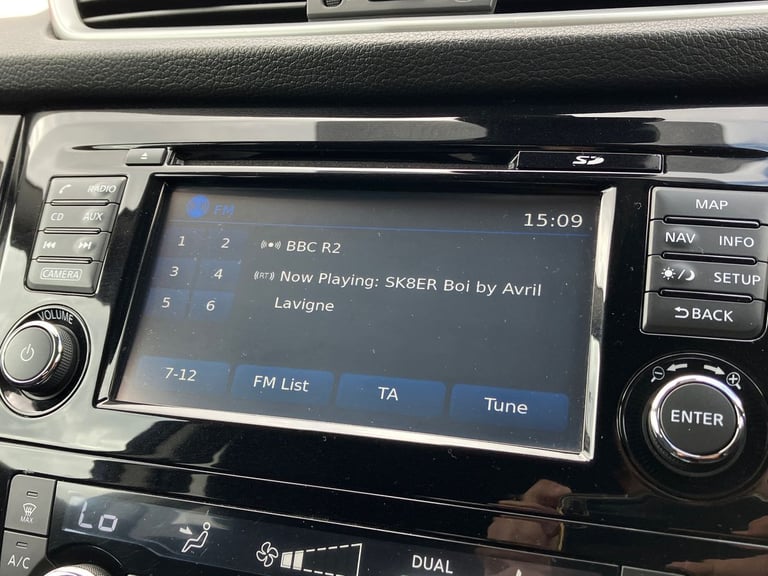 SD
RADIO
CD AUX
CAMERA
VOLUME
FM
15:09
1 2
3 4
5 6
BBC R2
(RT) Now Playing: SK8ER Boi by Avril
Lavigne
7-12
FM List
TA
Tune
MAP
NAV INFO
SETUP
BACK
ENTER
MAX
A/C
Lo
DUAL